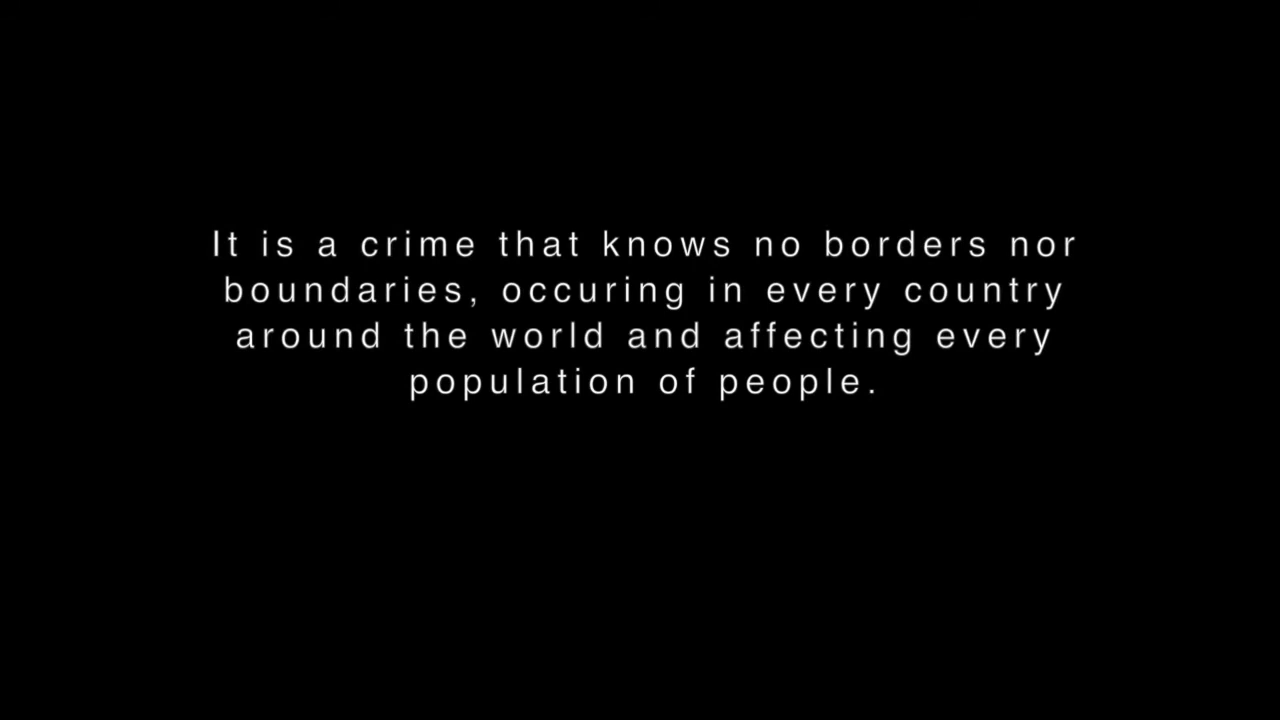 It is a crime that knows no borders nor
boundaries, occuring in every country
around the world and affecting every
population of people.